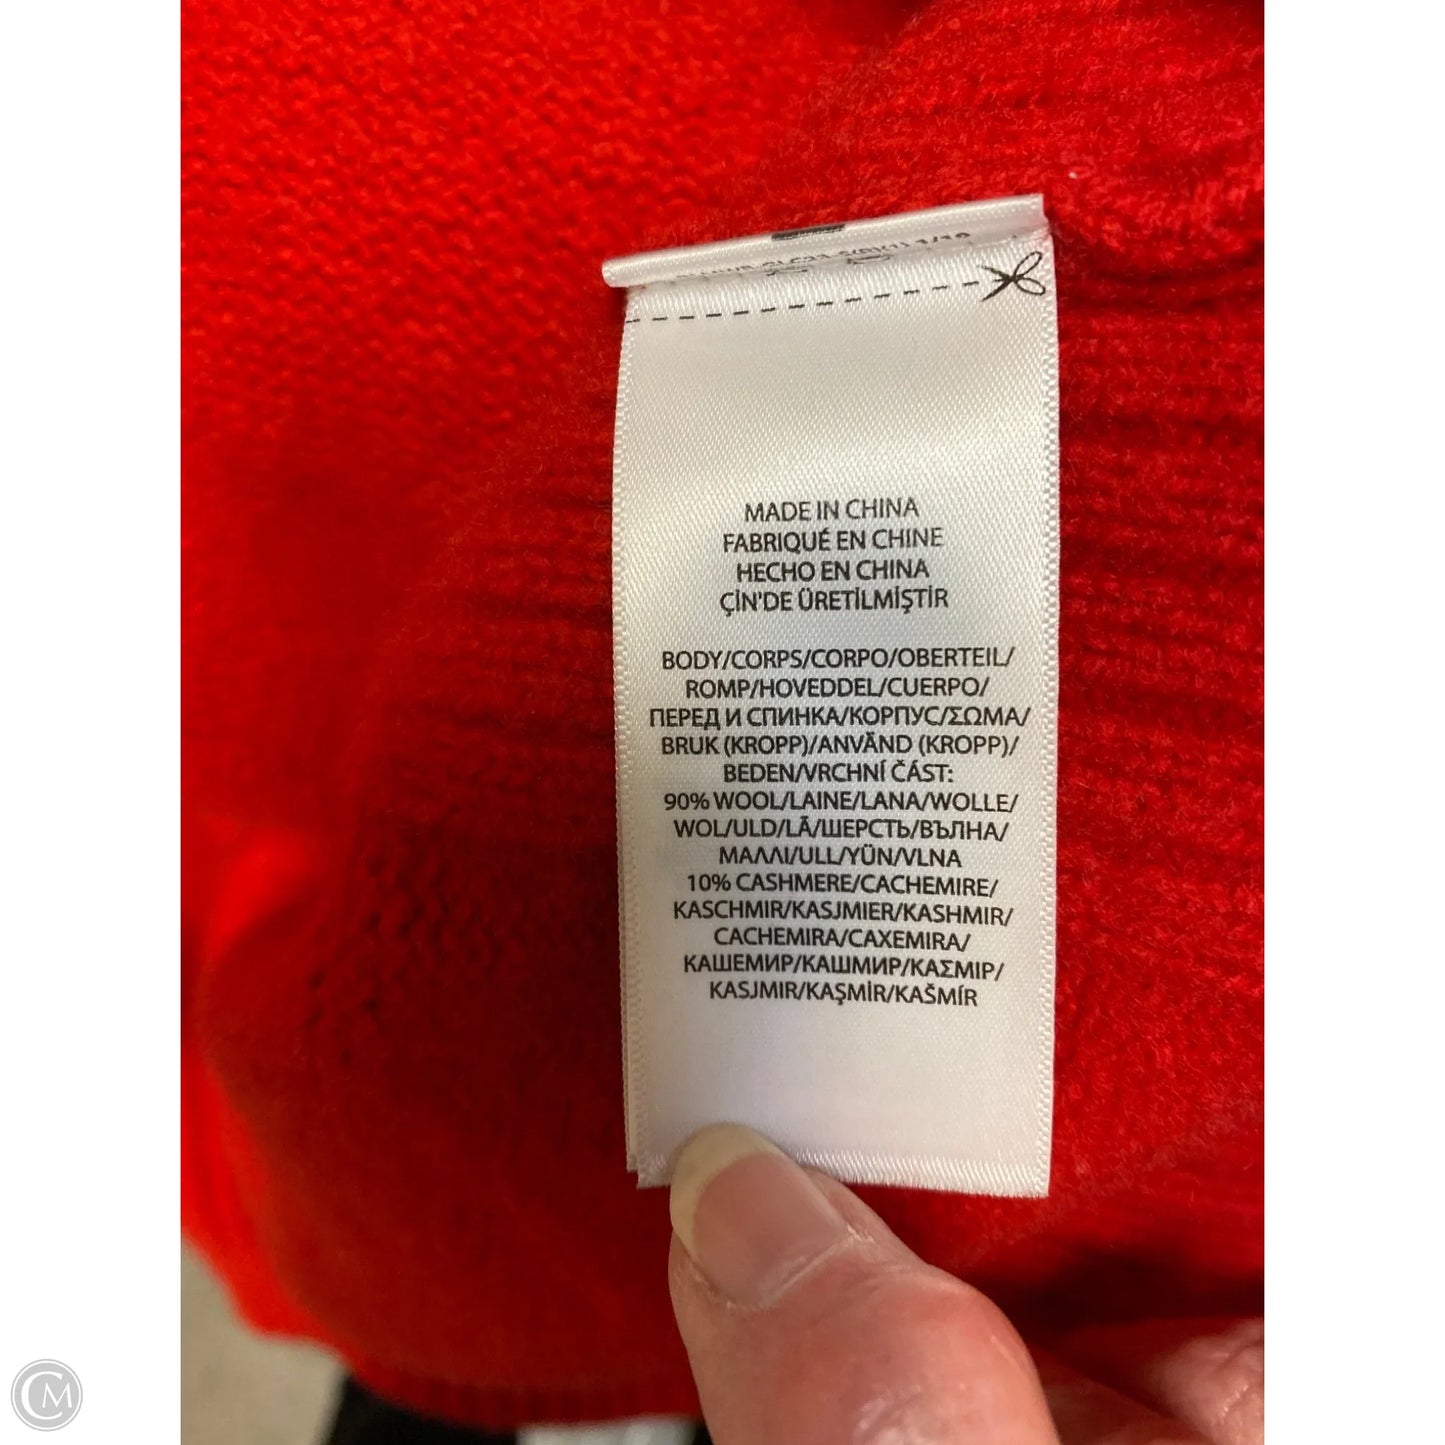 MADE IN CHINA
FABRIQUÉ EN CHINE
HECHO EN CHINA
ÇİN'DE ÜRETİLMİŞTİR
BODY/CORPS/CORPO/OBERTEIL/
ROMP/HOVEDDEL/CUERPO/
ПЕРЕД И СПИНКА/КОРПУС/ΣΩΜΑ/
BRUK (KROPP)/ANVÄND (KROPP)/
BEDEN/VRCHNÍ ČÁST:
90% WOOL/LAINE/LANA/WOLLE/
WOL/ULD/LÃ/ШЕРСТЬ/ВЪЛНА/
ΜΑΛΛΙ/ULL/YÜN/VLNA
10% CASHMERE/CACHEMIRE/
KASCHMIR/KASJMIER/KASHMIR/
CACHEMIRA/CAXEMIRA/
КАШЕМИР/КАШМИР/ΚΑΣΜΙΡ/
KASJMIR/KAŞMİR/KAŠMÍR
CM